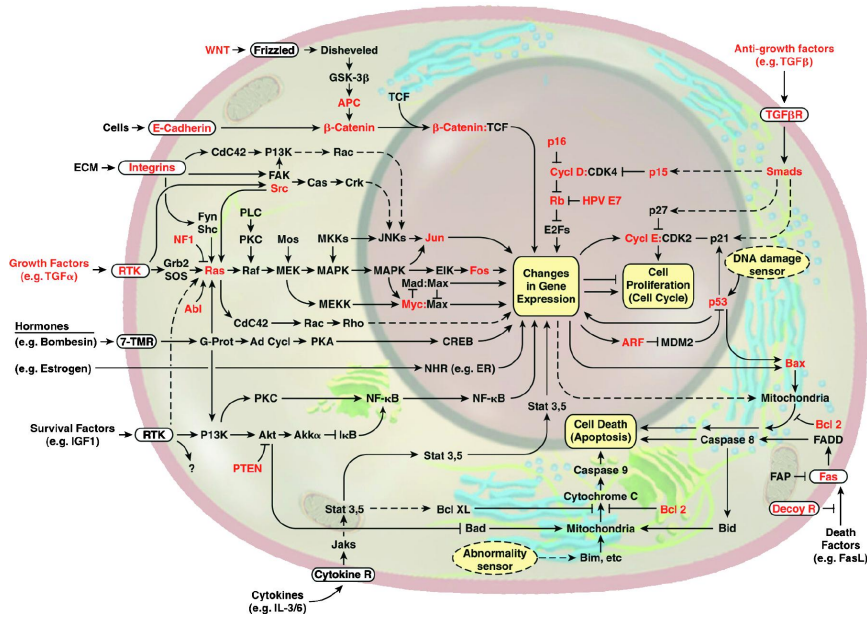 WNT
Frizzled
Disheveled
GSK-3β
APC
TCF
Cells
E-Cadherin
β-Catenin
β-Catenin:TCF
Anti-growth factors
(e.g. TGFβ)
TGFβR
Smads
ECM
Integrins
CdC42
P13K
Rac
FAK
Src
Cas
Crk
p16
Cycl D:CDK4
p15
Rb
HPV E7
E2Fs
p27
Cycl E:CDK2
p21
Fyn
Shc
NF1
PLC
PKC
Mos
MKKs
JNKs
Jun
Growth Factors
(e.g. TGFα)
RTK
Grb2
SOS
Ras
Raf
MEK
MAPK
MAPK
ElK
Fos
Mad:Max
MEKK
Myc:Max
Abl
CdC42
Rac
Rho
Changes
in Gene
Expression
Cell
Proliferation
(Cell Cycle)
DNA damage
sensor
p53
Hormones
(e.g. Bombesin)
7-TMR
G-Prot
Ad Cycl
PKA
CREB
ARF
MDM2
(e.g. Estrogen)
NHR (e.g. ER)
Bax
PKC
NF-κB
NF-κB
Stat 3,5
Mitochondria
Survival Factors
(e.g. IGF1)
RTK
P13K
Akt
Akkα
IκB
?
PTEN
Stat 3,5
Cell Death
(Apoptosis)
Bcl 2
Caspase 8
FADD
Caspase 9
FAP
Fas
Cytochrome C
Stat 3,5
Bcl XL
Bcl 2
Decoy R
Bad
Mitochondria
Bid
Death
Factors
(e.g. FasL)
Jaks
Abnormality
sensor
Bim, etc
Cytokine R
Cytokines
(e.g. IL-3/6)